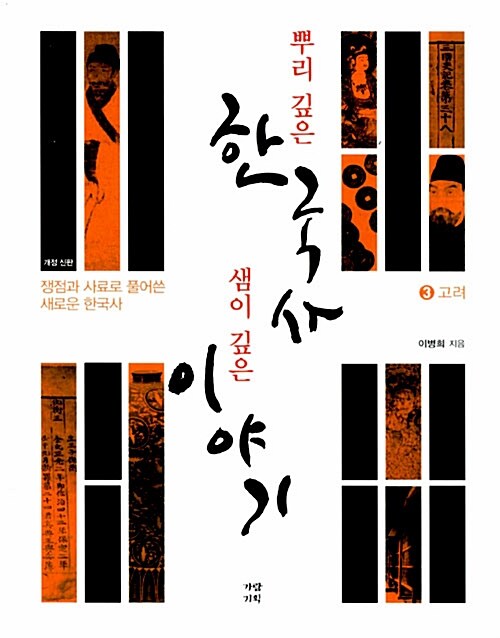 뿌리 깊은
한국사
샘이 깊은
이야기
개정 신판
쟁점과 사료로 풀어쓴
새로운 한국사
3 고려
이병희 지음
가람
기획